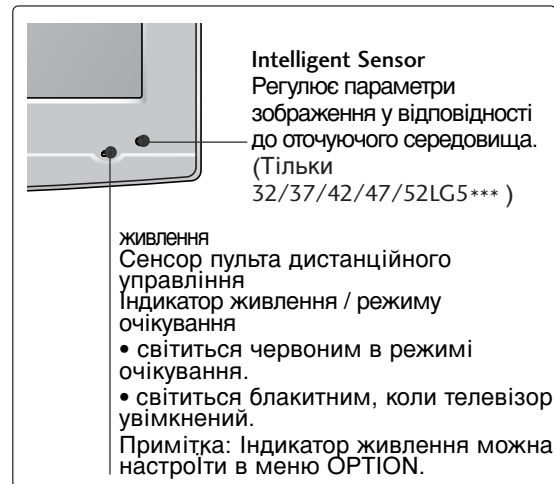 Intelligent Sensor
Регулює параметри
зображення у відповідності
до оточуючого середовища.
(Тільки
32/37/42/47/52LG5*** )
живлення
Сенсор пульта дистанційного
управління
Індикатор живлення / режиму
очікування
• світиться червоним в режимі
очікування.
• світиться блакитним, коли телевізор
увімкнений.
Примітка: Індикатор живлення можна
настроЇти в меню OPTION.